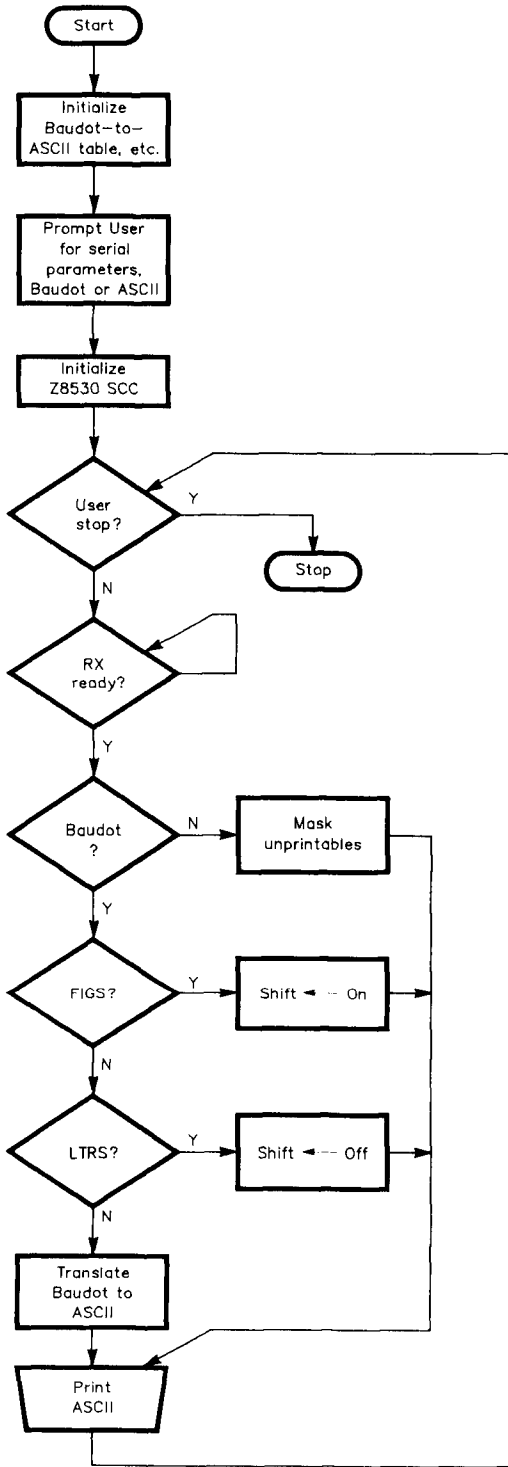 Start
Initialize
Baudot-to-
ASCII table, etc.
Prompt User
for serial
parameters,
Baudot or ASCII
Initialize
Z8530 SCC
User
stop?
Y
Stop
N
RX
ready?
Y
Baudot
?
N
Mask
unprintables
Y
FIGS?
Y
Shift ◄-- On
N
LTRS?
Y
Shift ◄-- Off
N
Translate
Baudot to
ASCII
Print
ASCII